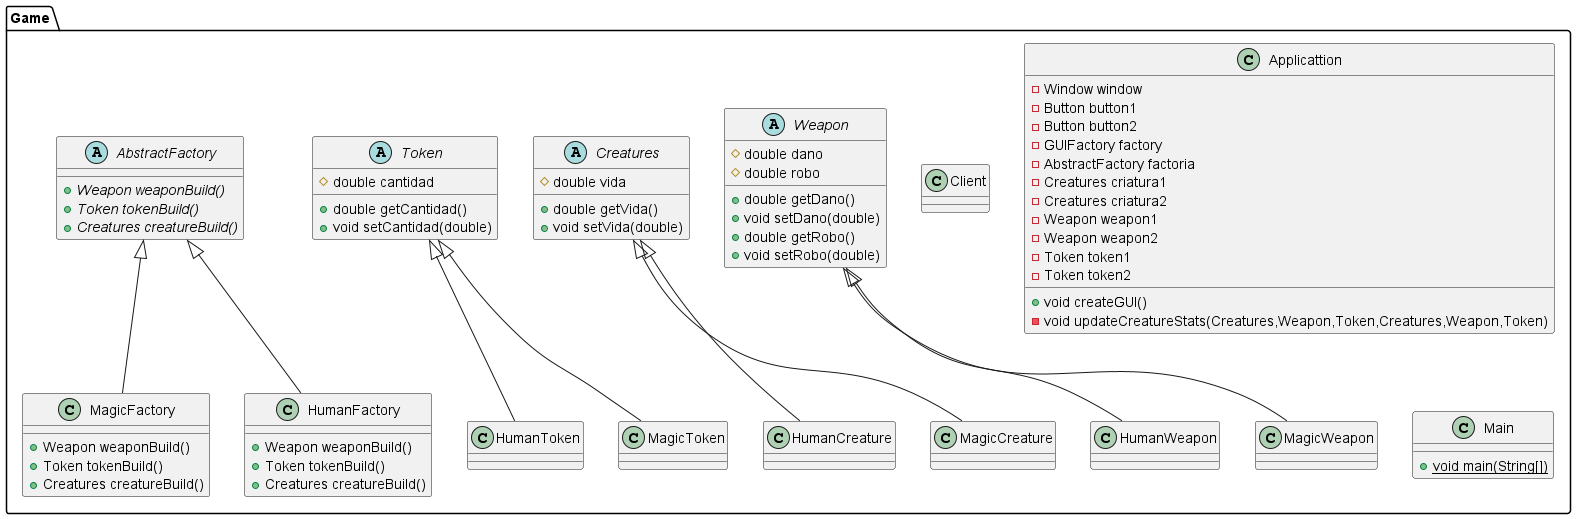 Game
A AbstractFactory
Weapon weaponBuild()
Token tokenBuild()
Creatures creatureBuild()
A Token
double cantidad
double getCantidad()
void setCantidad(double)
A Creatures
double vida
double getVida()
void setVida(double)
A Weapon
double dano
double robo
double getDano()
void setDano(double)
double getRobo()
void setRobo(double)
C Client
C Applicattion
Window window
Button button1
Button button2
GUIFactory factory
AbstractFactory factoria
Creatures criatura1
Creatures criatura2
Weapon weapon1
Weapon weapon2
Token token1
Token token2
void createGUI()
void updateCreatureStats(Creatures,Weapon,Token,Creatures,Weapon,Token)
C MagicFactory
Weapon weaponBuild()
Token tokenBuild()
Creatures creatureBuild()
C HumanFactory
Weapon weaponBuild()
Token tokenBuild()
Creatures creatureBuild()
C HumanToken
C MagicToken
C HumanCreature
C MagicCreature
C HumanWeapon
C MagicWeapon
C Main
void main(String[])